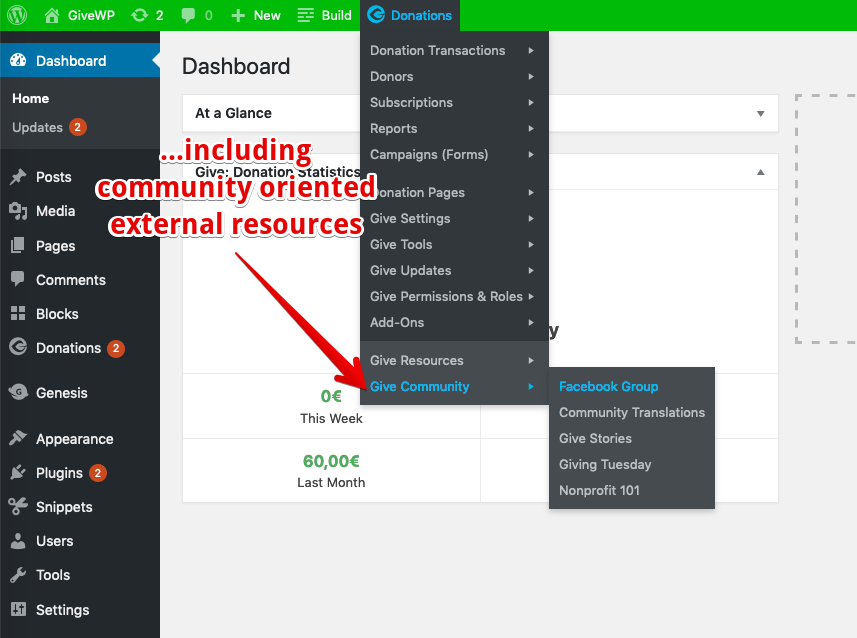 GiveWP
2
0
New
Build
Donations
Dashboard
Home
Updates 2
Posts
Media
Pages
Comments
Blocks
Donations 2
Genesis
Appearance
Plugins 2
Snippets
Users
Tools
Settings
Dashboard
At a Glance
Give: Donation Statistics
...including
community oriented
external resources
0€
This Week
60,00€
Last Month
y
Donation Transactions
Donors
Subscriptions
Reports
Campaigns (Forms)
Donation Pages
Give Settings
Give Tools
Give Updates
Give Permissions & Roles
Add-Ons
Give Resources
Give Community
Facebook Group
Community Translations
Give Stories
Giving Tuesday
Nonprofit 101